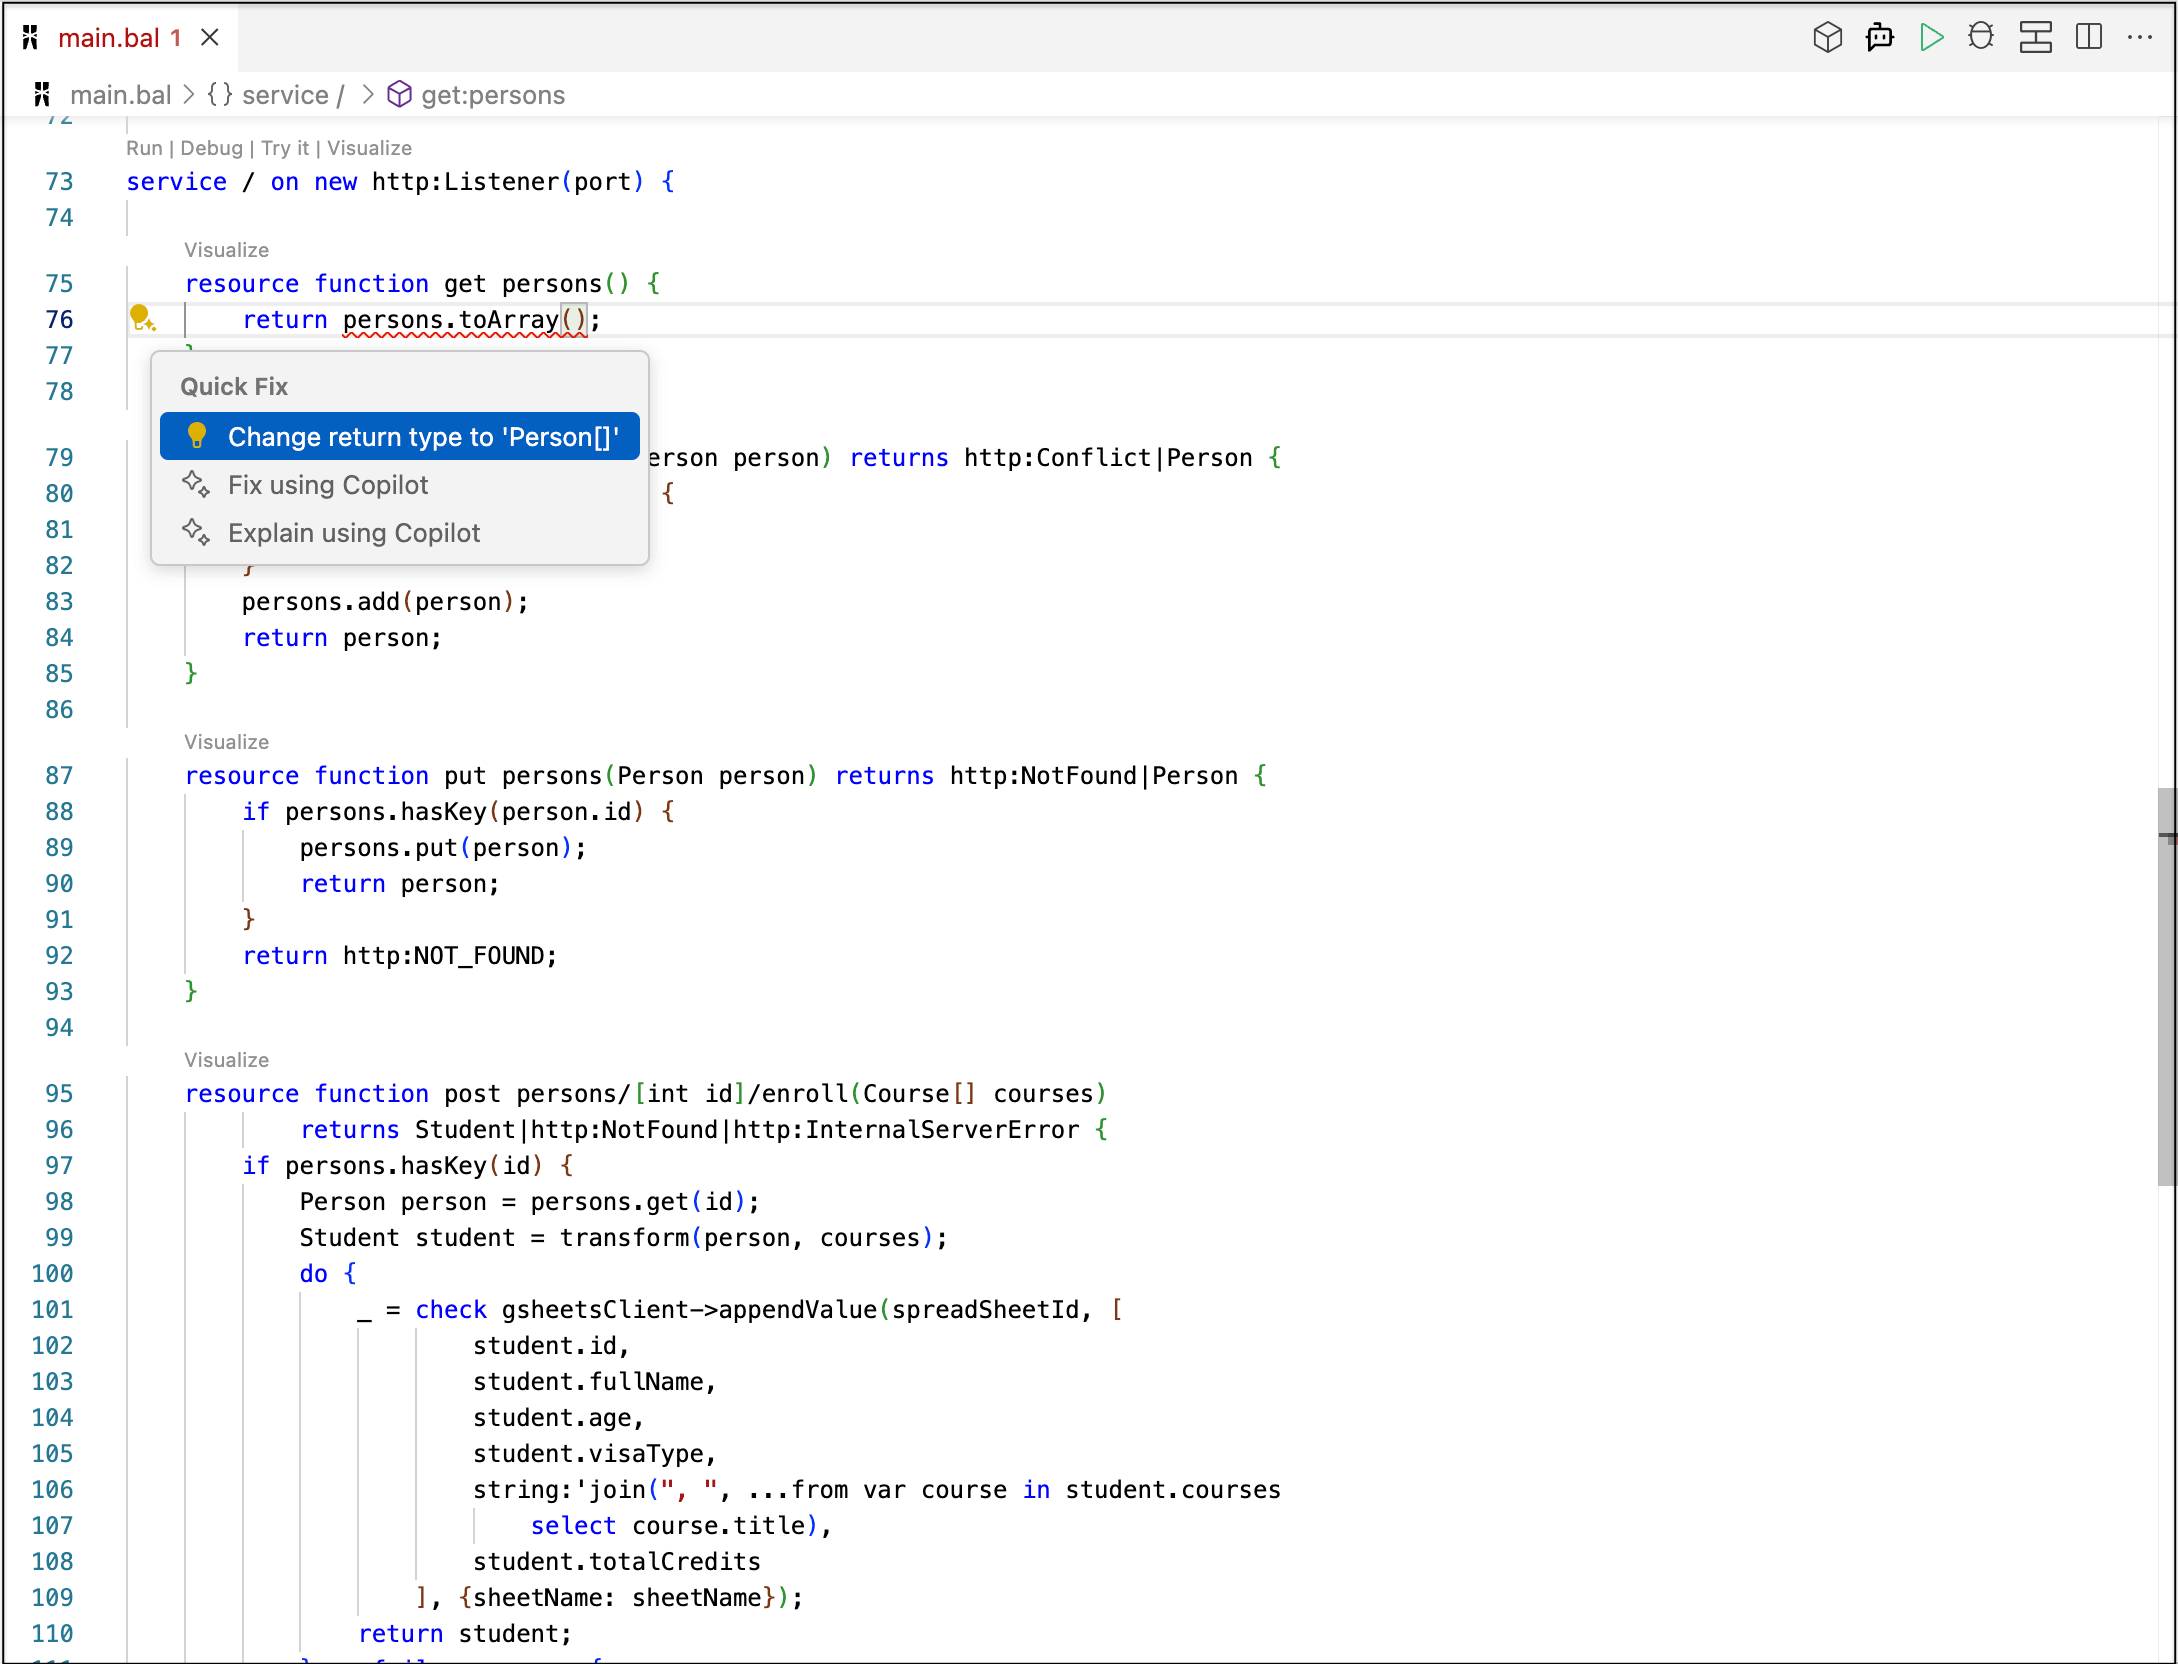 main.bal 1
main.bal > {} service / > get:persons
72
Run | Debug | Try it | Visualize
73 service / on new http:Listener(port) {
74
Visualize
75 resource function get persons() {
76 return persons.toArray();
77 }
78
Quick Fix
Change return type to 'Person[]'
Fix using Copilot
Explain using Copilot
79 erson person) returns http:Conflict|Person {
80 {
81
82 }
83 persons.add(person);
84 return person;
85 }
86
Visualize
87 resource function put persons(Person person) returns http:NotFound|Person {
88 if persons.hasKey(person.id) {
89 persons.put(person);
90 return person;
91 }
92 return http:NOT_FOUND;
93 }
94
Visualize
95 resource function post persons/[int id]/enroll(Course[] courses)
96 returns Student|http:NotFound|http:InternalServerError {
97 if persons.hasKey(id) {
98 Person person = persons.get(id);
99 Student student = transform(person, courses);
100 do {
101 _ = check gsheetsClient->appendValue(spreadSheetId, [
102 student.id,
103 student.fullName,
104 student.age,
105 student.visaType,
106 string:'join(", ", ...from var course in student.courses
107 select course.title),
108 student.totalCredits
109 ], {sheetName: sheetName});
110 return student;